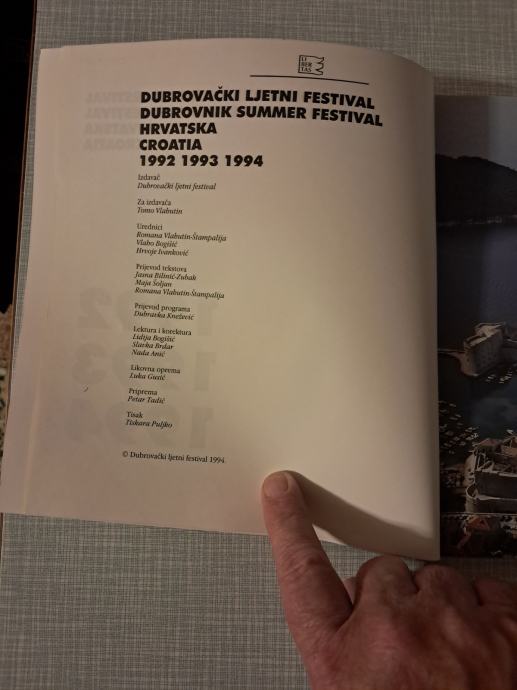 LI
BER
TAS
DUBROVAČKI LJETNI FESTIVAL
DUBROVNIK SUMMER FESTIVAL
HRVATSKA
CROATIA
1992 1993 1994
Izdavač
Dubrovački ljetni festival
Za izdavača
Tomo Vlahutin
Urednici
Romana Vlahutin-Štampalija
Vlaho Bogišić
Hrvoje Ivanković
Prijevod tekstova
Jasna Bilinić-Zubak
Maja Šoljan
Romana Vlahutin-Štampalija
Prijevod programa
Dubravka Knežević
Lektura i korektura
Lidija Bogišić
Slavka Brdar
Nada Anić
Likovna oprema
Luka Gusić
Priprema
Petar Tadić
Tisak
Tiskara Puljko
© Dubrovački ljetni festival 1994.